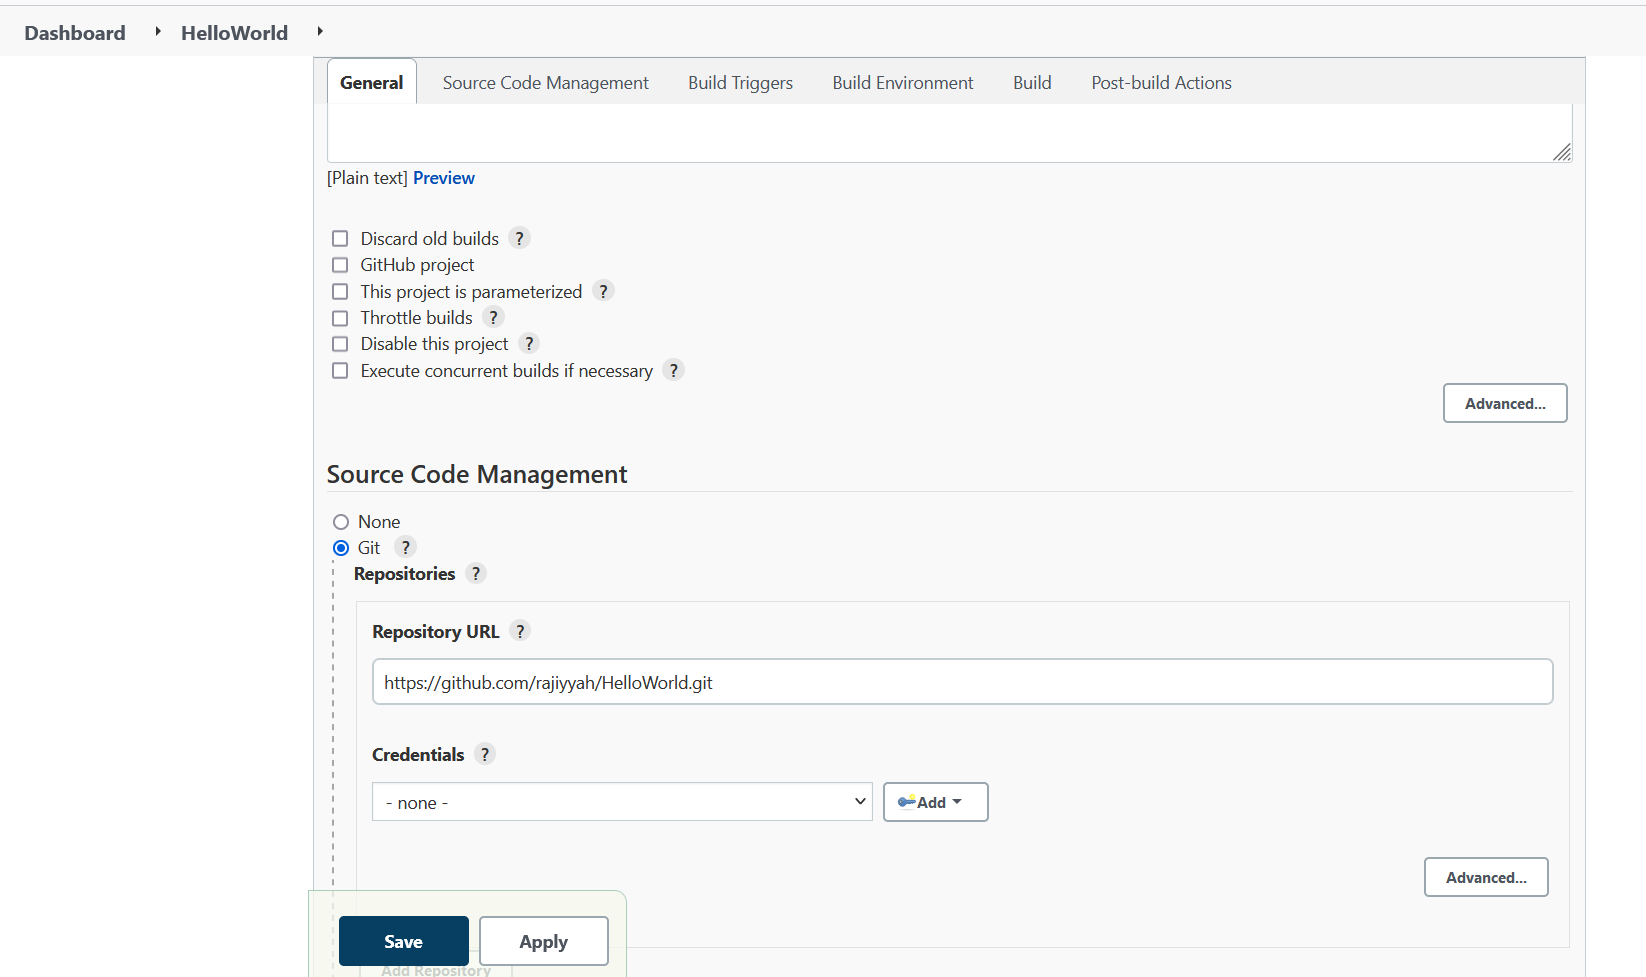 Dashboard HelloWorld
General Source Code Management Build Triggers Build Environment Build Post-build Actions
[Plain text] Preview
Discard old builds ?
GitHub project
This project is parameterized ?
Throttle builds ?
Disable this project ?
Execute concurrent builds if necessary ?
Advanced...
Source Code Management
None
Git ?
Repositories ?
Repository URL ?
https://github.com/rajiyyah/HelloWorld.git
Credentials ?
- none - Add
Advanced...
Save Apply
Add Repository